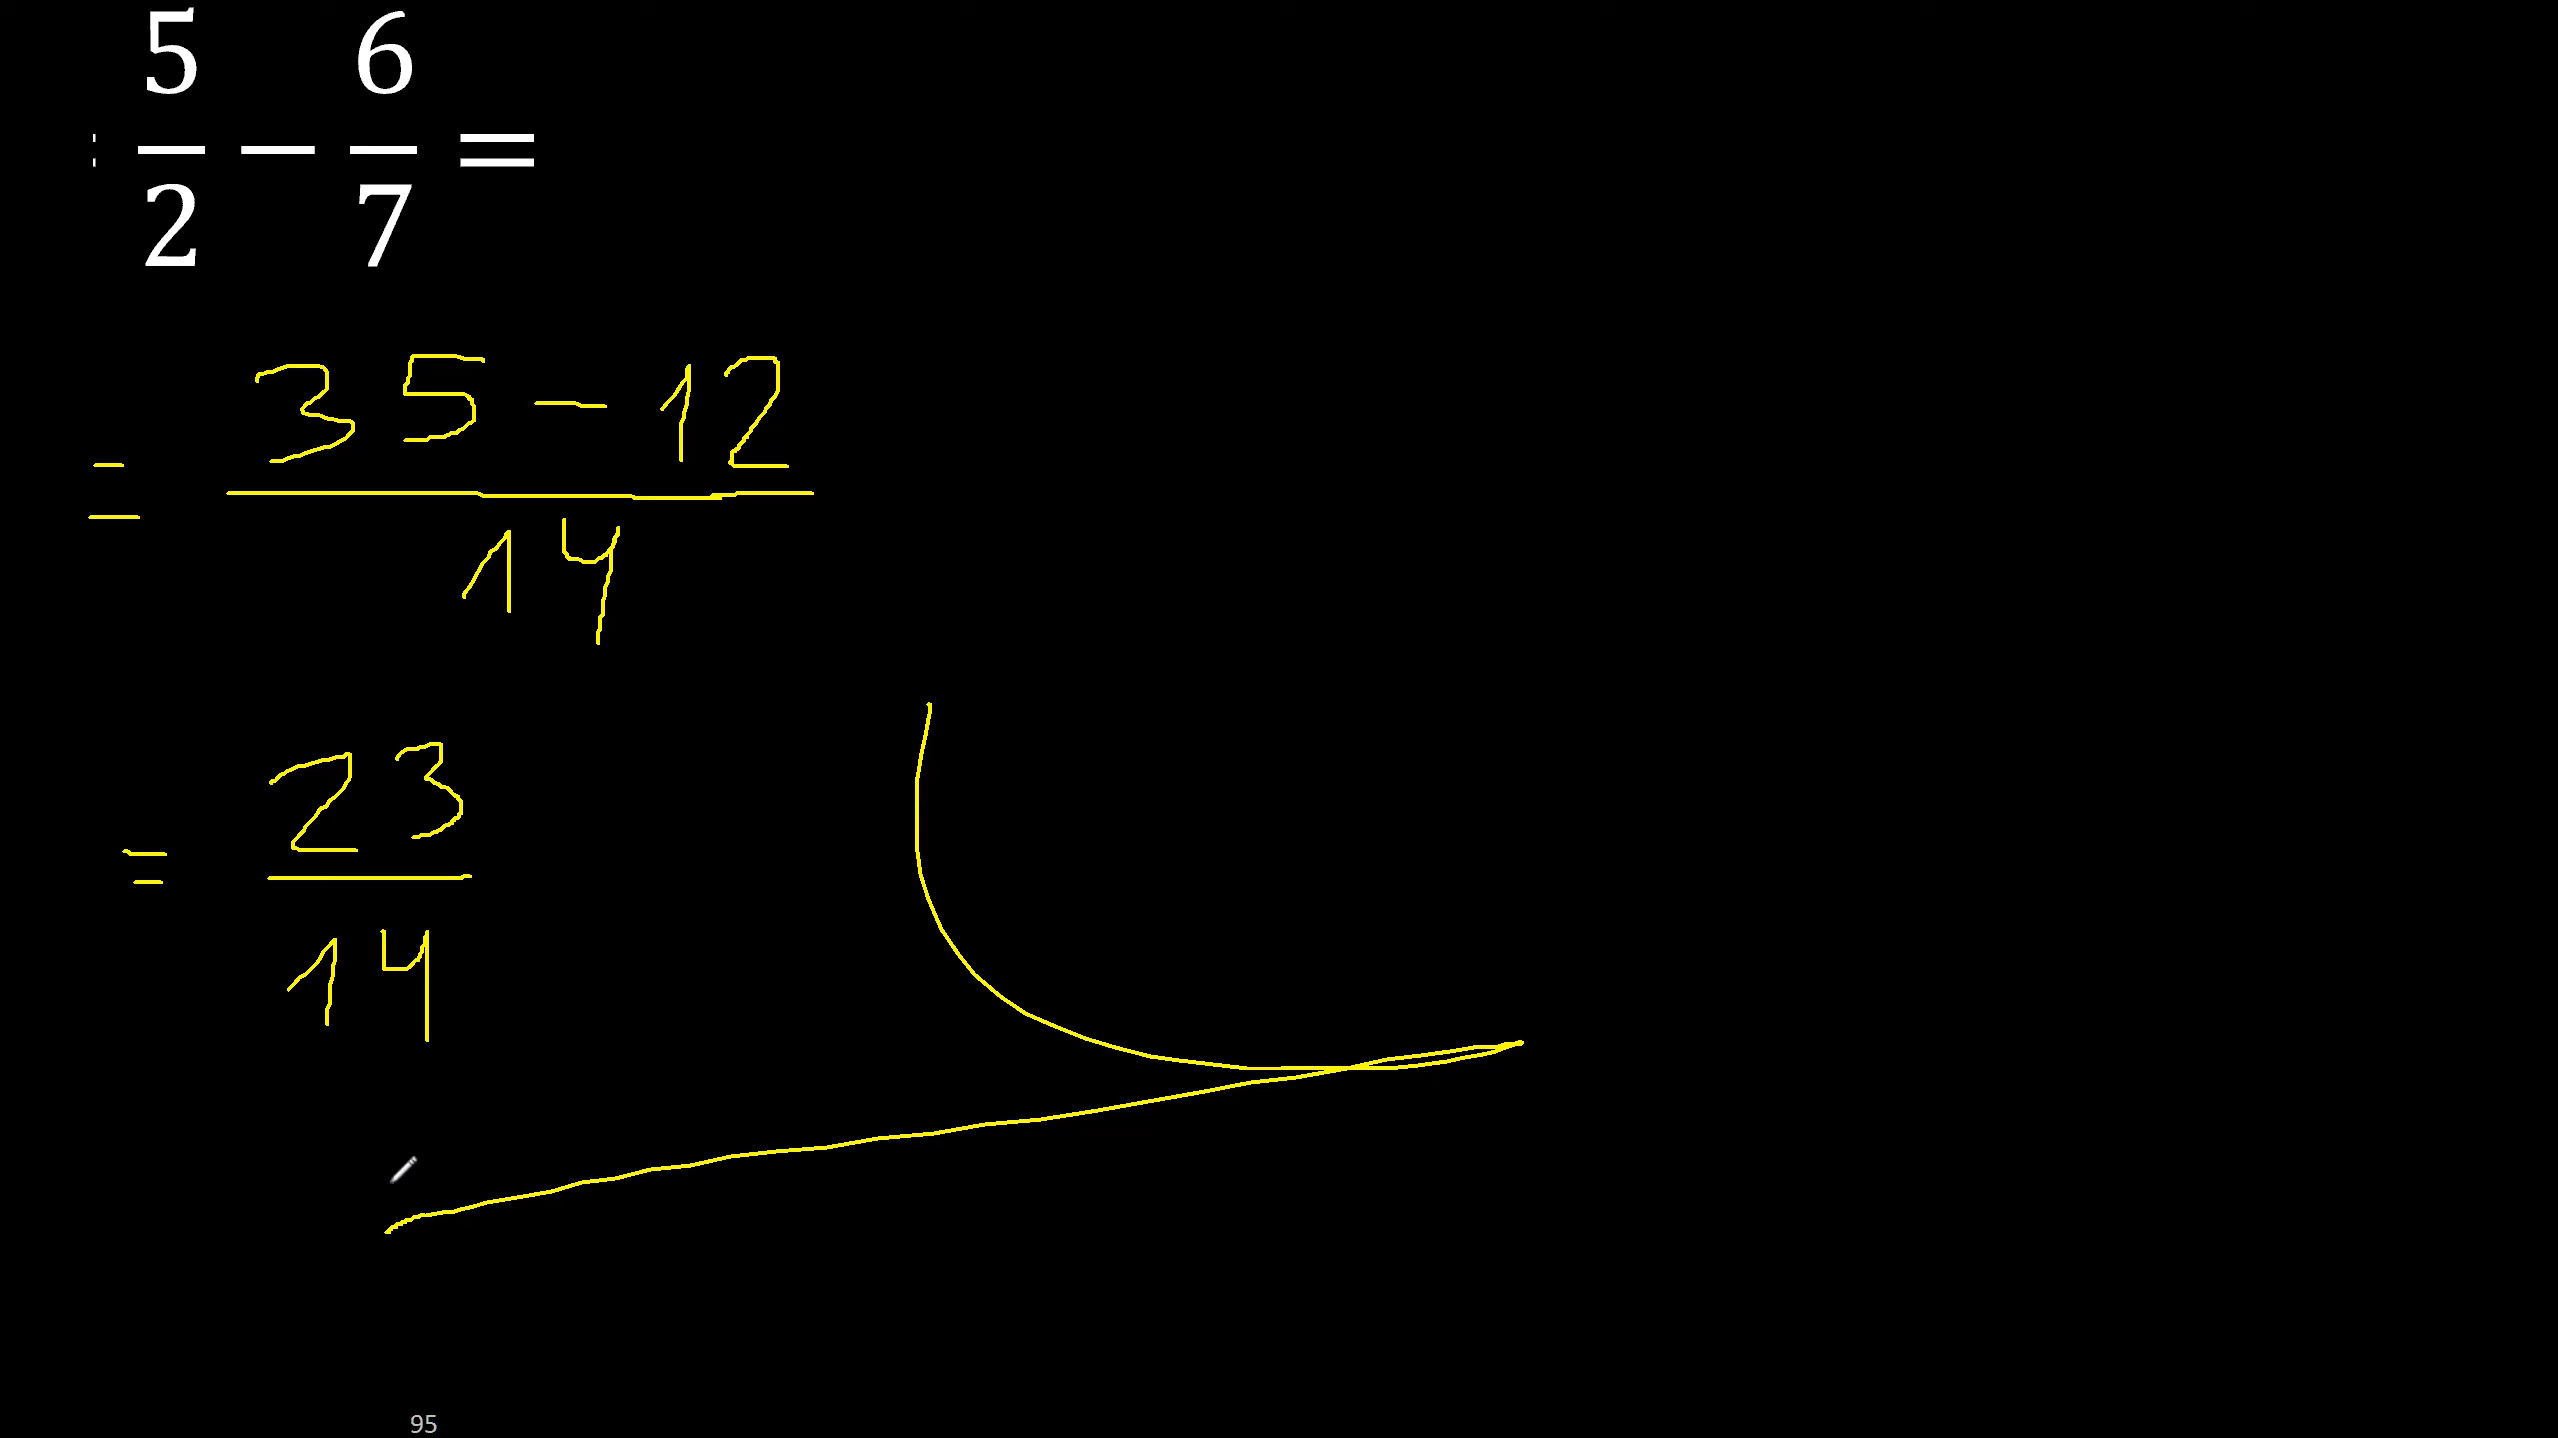 5/2 − 6/7 =
= 35 − 12 / 14
= 23 / 14
95